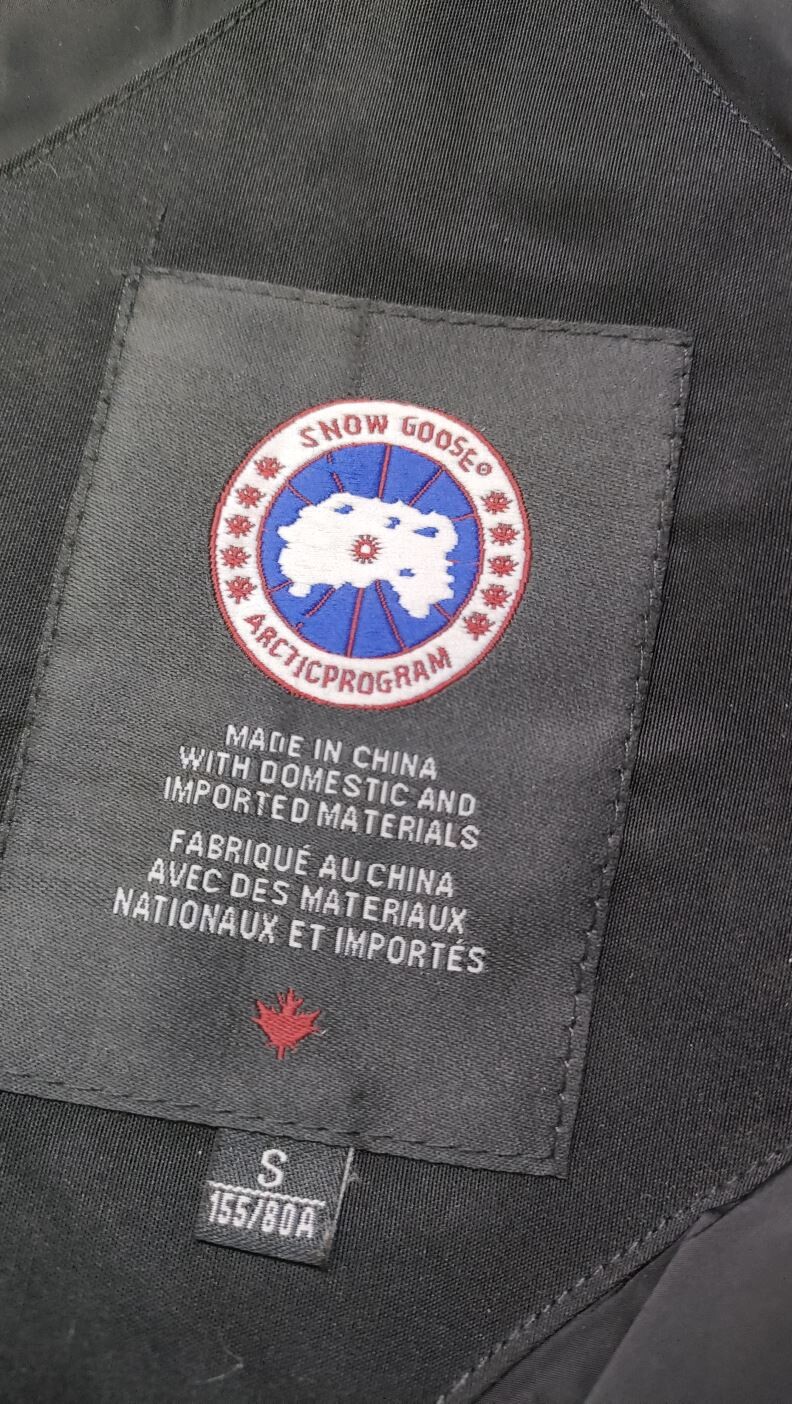 SNOW GOOSE®
ARCTICPROGRAM
MADE IN CHINA
WITH DOMESTIC AND
IMPORTED MATERIALS
FABRIQUÉ AU CHINA
AVEC DES MATERIAUX
NATIONAUX ET IMPORTÉS
S
155/80A